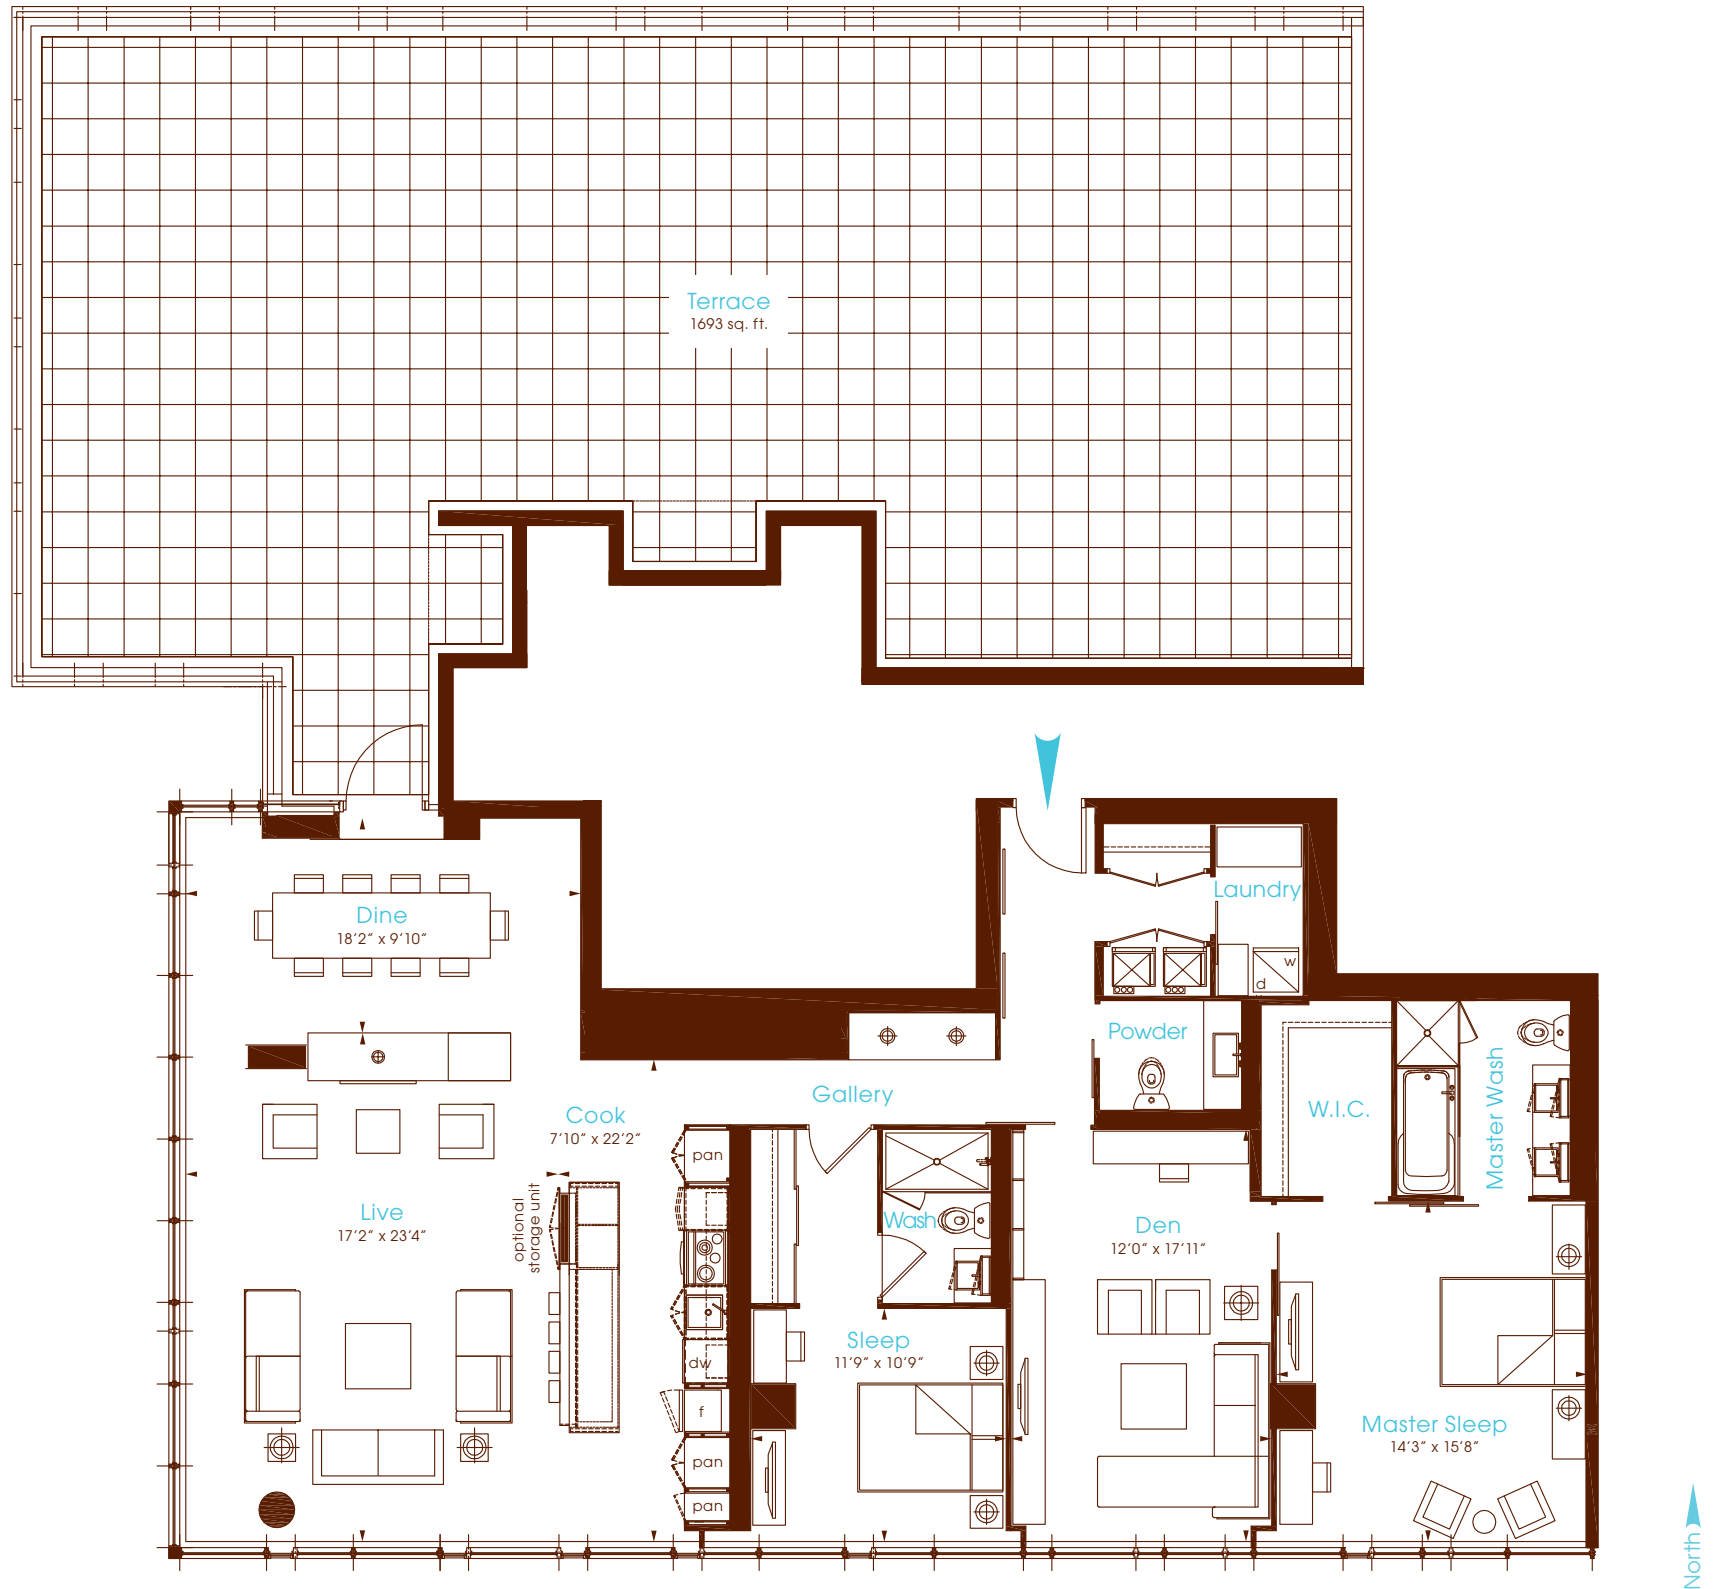 Terrace
1693 sq. ft.
Laundry
w
d
Dine
18'2" x 9'10"
Powder
Gallery
Cook
7'10" x 22'2"
W.I.C.
Master Wash
pan
Live
17'2" x 23'4"
optional
storage unit
Wash
Den
12'0" x 17'11"
Sleep
11'9" x 10'9"
dw
f
Master Sleep
14'3" x 15'8"
pan
pan
North